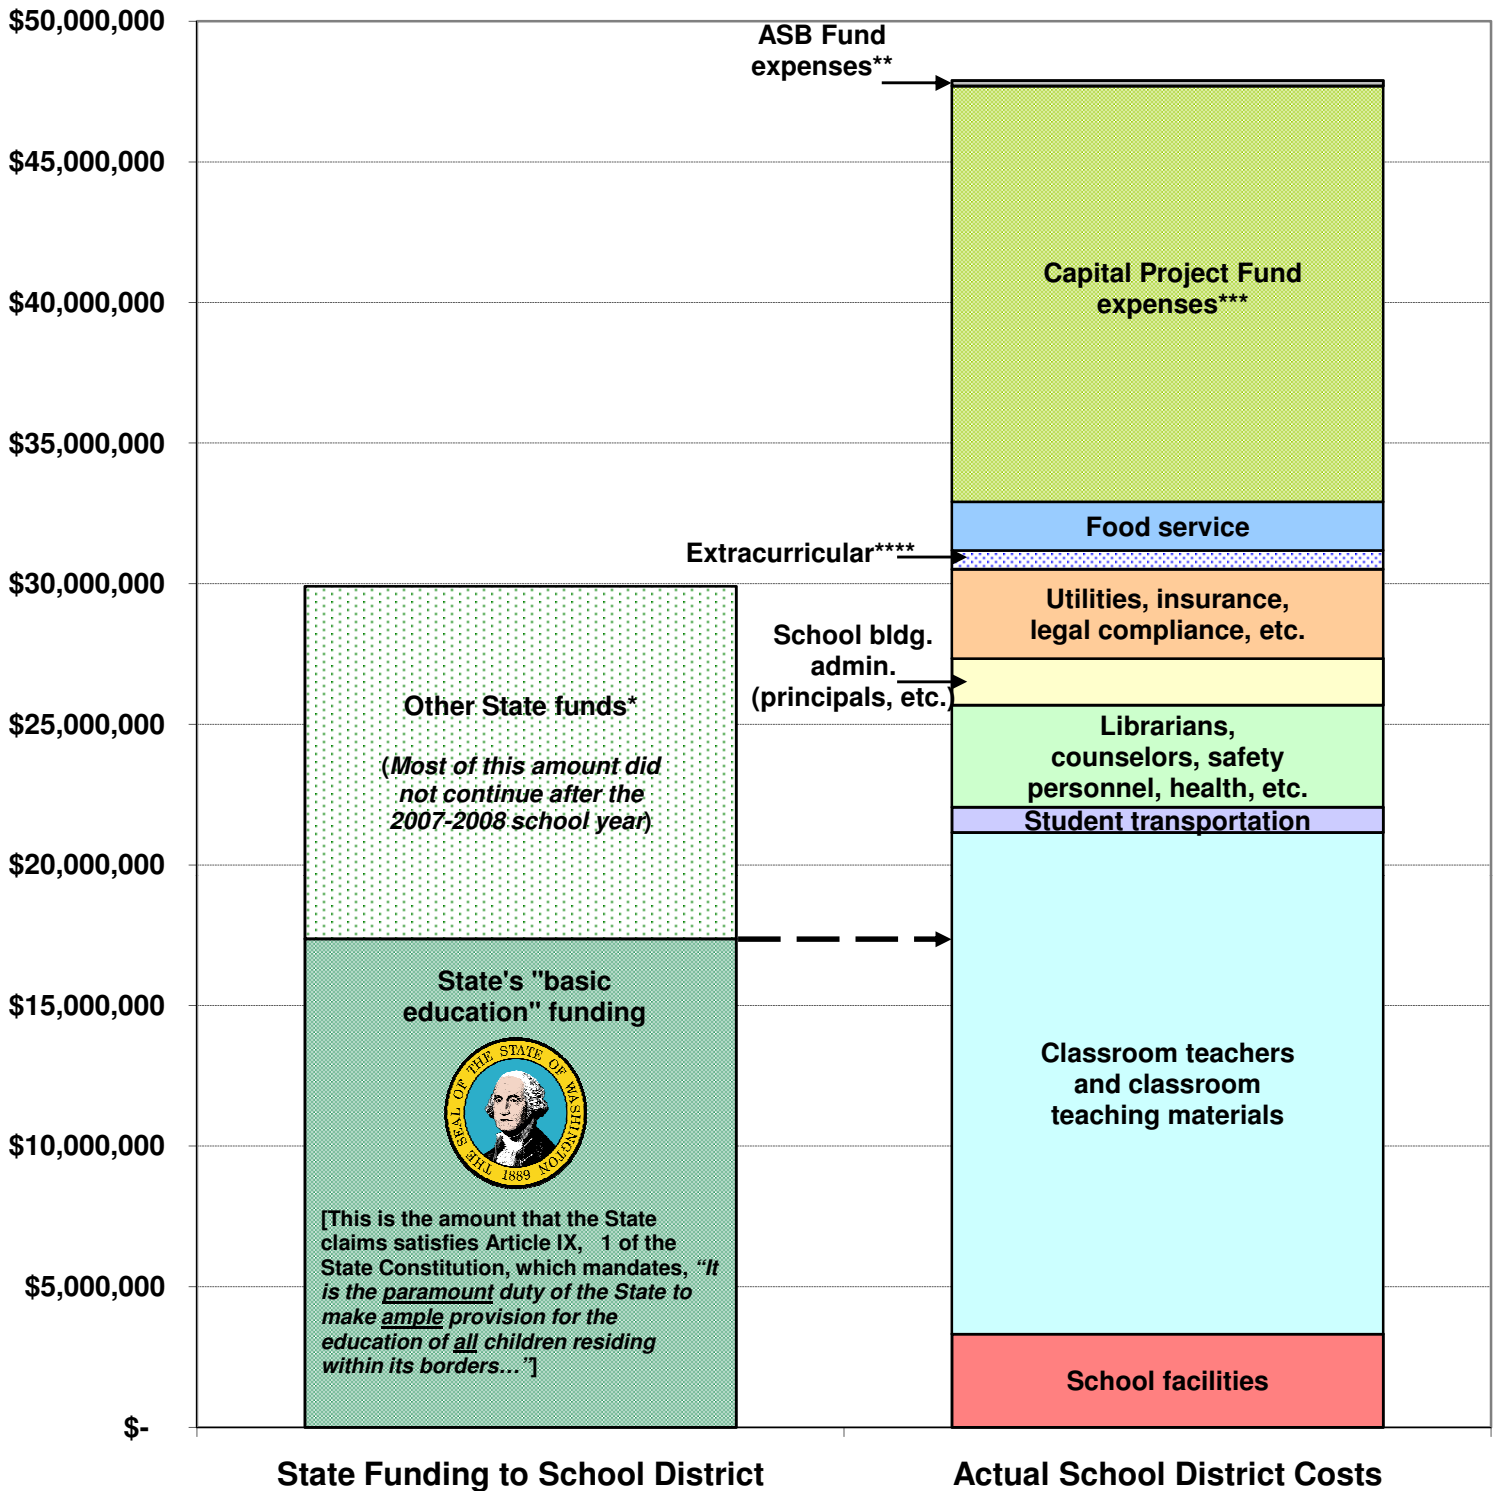 $50,000,000
$45,000,000
$40,000,000
$35,000,000
$30,000,000
$25,000,000
$20,000,000
$15,000,000
$10,000,000
$5,000,000
$-
Other State funds*
(Most of this amount did
not continue after the
2007-2008 school year)
State's "basic
education" funding
THE SEAL OF THE STATE OF WASHINGTON
1889
[This is the amount that the State
claims satisfies Article IX,   1 of the
State Constitution, which mandates, “It
is the paramount duty of the State to
make ample provision for the
education of all children residing
within its borders…”]
ASB Fund
expenses**
Capital Project Fund
expenses***
Food service
Extracurricular****
Utilities, insurance,
legal compliance, etc.
School bldg.
admin.
(principals, etc.)
Librarians,
counselors, safety
personnel, health, etc.
Student transportation
Classroom teachers
and classroom
teaching materials
School facilities
State Funding to School District
Actual School District Costs